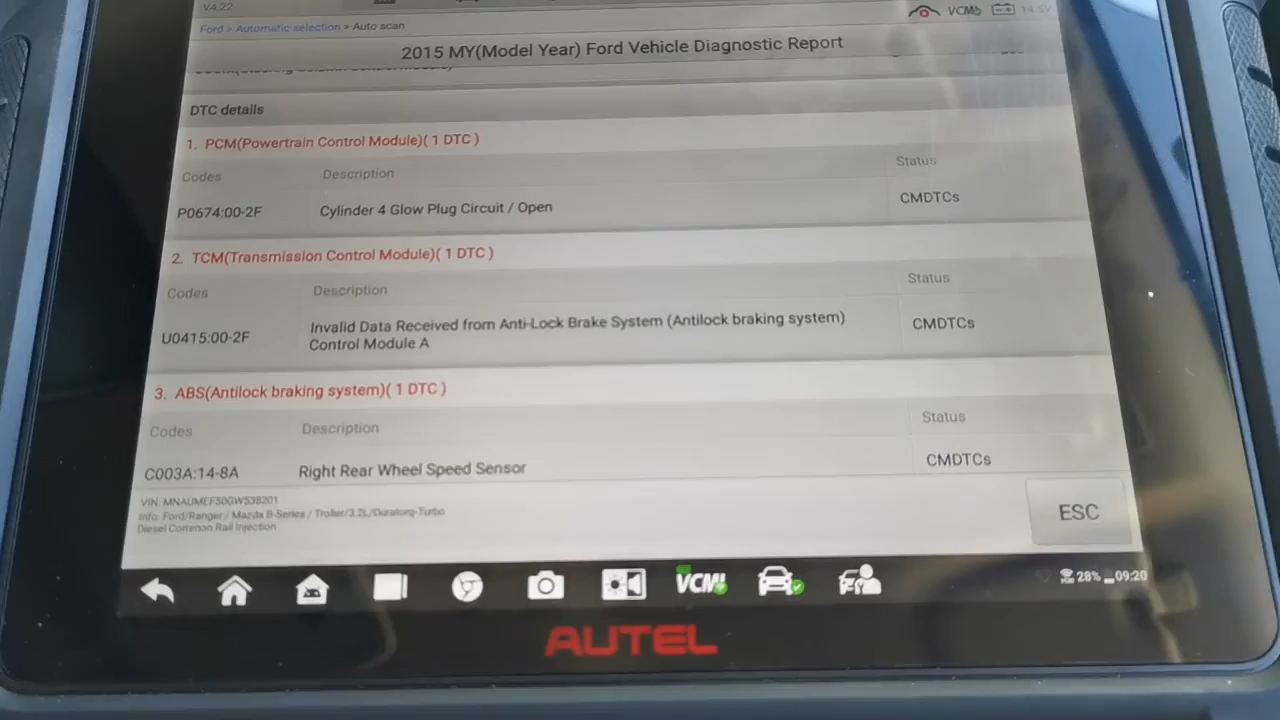 V4.22
VCMb 14.5V
Ford > Automatic selection > Auto scan
2015 MY(Model Year) Ford Vehicle Diagnostic Report
DTC details
1. PCM(Powertrain Control Module)( 1 DTC )
Codes Description Status
P0674:00-2F Cylinder 4 Glow Plug Circuit / Open CMDTCs
2. TCM(Transmission Control Module)( 1 DTC )
Codes Description Status
U0415:00-2F Invalid Data Received from Anti-Lock Brake System (Antilock braking system) CMDTCs
Control Module A
3. ABS(Antilock braking system)( 1 DTC )
Codes Description Status
C003A:14-8A Right Rear Wheel Speed Sensor CMDTCs
VIN: MNAUMEF50GW538201
Info: Ford/Ranger / Mazda B-Series / Troller/3.2L/Duratorq-Turbo
Diesel Common Rail Injection
ESC
VCMI
28% 09:20
AUTEL